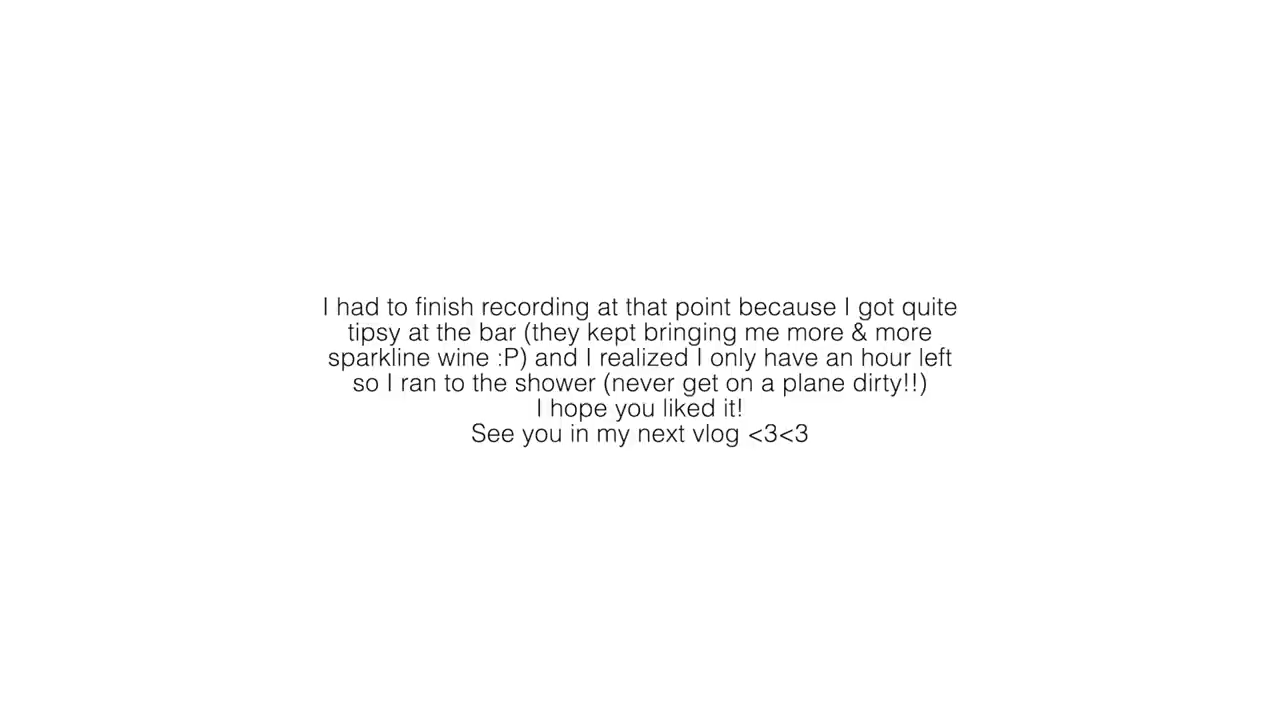 I had to finish recording at that point because I got quite
tipsy at the bar (they kept bringing me more & more
sparkline wine :P) and I realized I only have an hour left
so I ran to the shower (never get on a plane dirty!!)
I hope you liked it!
See you in my next vlog <3<3